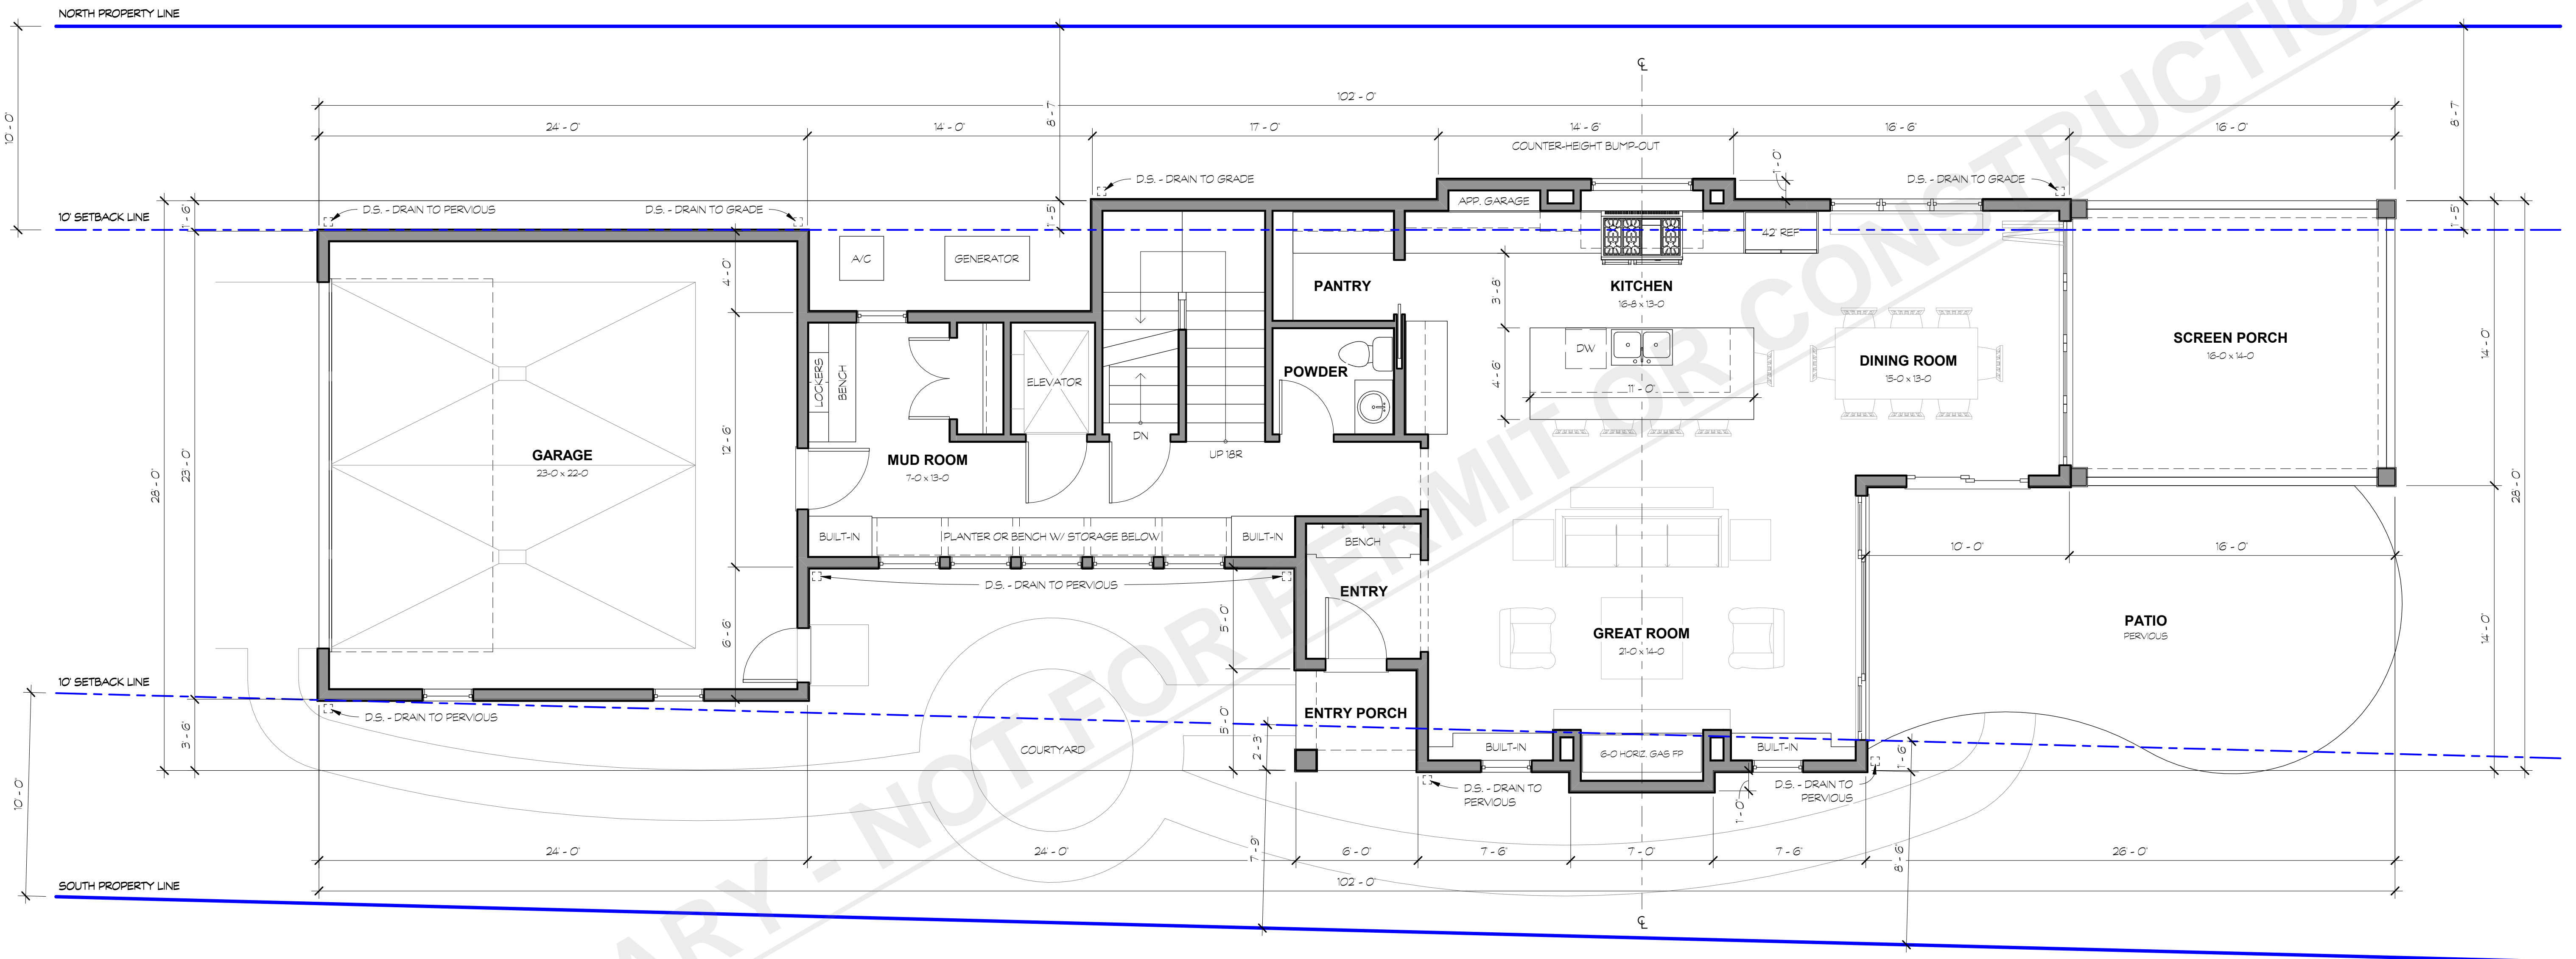 NORTH PROPERTY LINE
℄
102' - 0"
10' - 0"
8' - 7"
8' - 7"
24' - 0"
14' - 0"
17' - 0"
14' - 6"
16' - 6"
16' - 0"
COUNTER-HEIGHT BUMP-OUT
1' - 0"
D.S. - DRAIN TO GRADE
D.S. - DRAIN TO GRADE
APP. GARAGE
10' SETBACK LINE
1' - 6"
D.S. - DRAIN TO PERVIOUS
D.S. - DRAIN TO GRADE
1' - 5"
1' - 5"
42" REF
A/C
GENERATOR
4' - 0"
PANTRY
3' - 8"
KITCHEN
16-8 x 13-0
SCREEN PORCH
16-0 x 14-0
14' - 0"
DW
DINING ROOM
15-0 x 13-0
POWDER
LOCKERS
BENCH
ELEVATOR
4' - 6"
11' - 0"
DN
UP 18R
12' - 6"
GARAGE
23-0 x 22-0
MUD ROOM
7-0 x 13-0
23' - 0"
28' - 0"
28' - 0"
BUILT-IN
PLANTER OR BENCH W/ STORAGE BELOW
BUILT-IN
BENCH
10' - 0"
16' - 0"
D.S. - DRAIN TO PERVIOUS
ENTRY
5' - 0"
6' - 6"
GREAT ROOM
21-0 x 14-0
PATIO
PERVIOUS
14' - 0"
10' SETBACK LINE
D.S. - DRAIN TO PERVIOUS
3' - 6"
ENTRY PORCH
5' - 0"
2' - 3"
COURTYARD
BUILT-IN
6-0 HORIZ. GAS FP
BUILT-IN
1' - 6"
D.S. - DRAIN TO
PERVIOUS
D.S. - DRAIN TO
PERVIOUS
1' - 0"
10' - 0"
24' - 0"
24' - 0"
7' - 9"
6' - 0"
7' - 6"
7' - 0"
7' - 6"
8' - 6"
26' - 0"
SOUTH PROPERTY LINE
102' - 0"
℄
ARY - NOT FOR PERMIT OR CONSTRUCTION